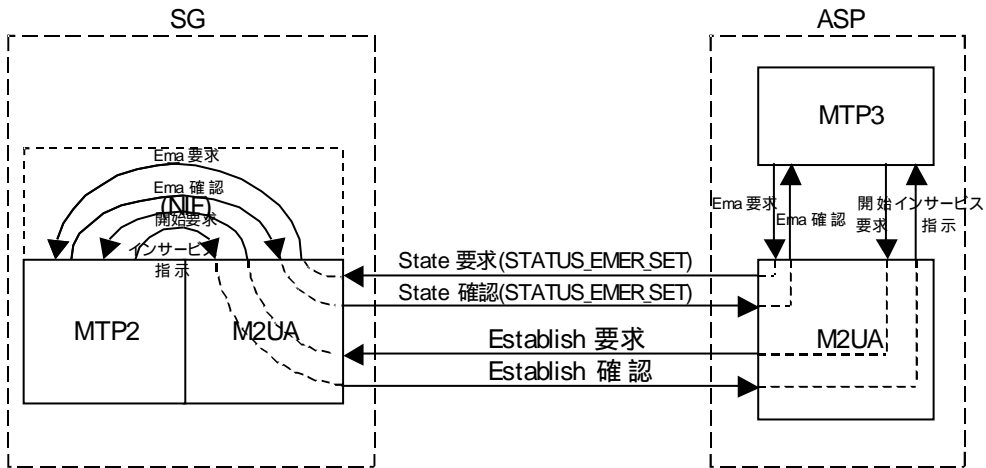 SG
ASP
MTP3
Ema 要求
Ema 確認
(NIF)
開始要求
インサービス
指示
Ema 要求
Ema 確認
開始
要求
インサービス
指示
State 要求(STATUS_EMER_SET)
State 確認(STATUS_EMER_SET)
MTP2
M2UA
Establish 要求
Establish 確認
M2UA